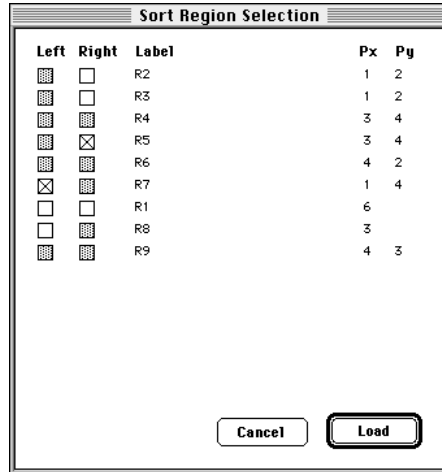 Sort Region Selection
Left Right Label Px Py
R2 1 2
R3 1 2
R4 3 4
R5 3 4
R6 4 2
R7 1 4
R1 6
R8 3
R9 4 3
Cancel Load